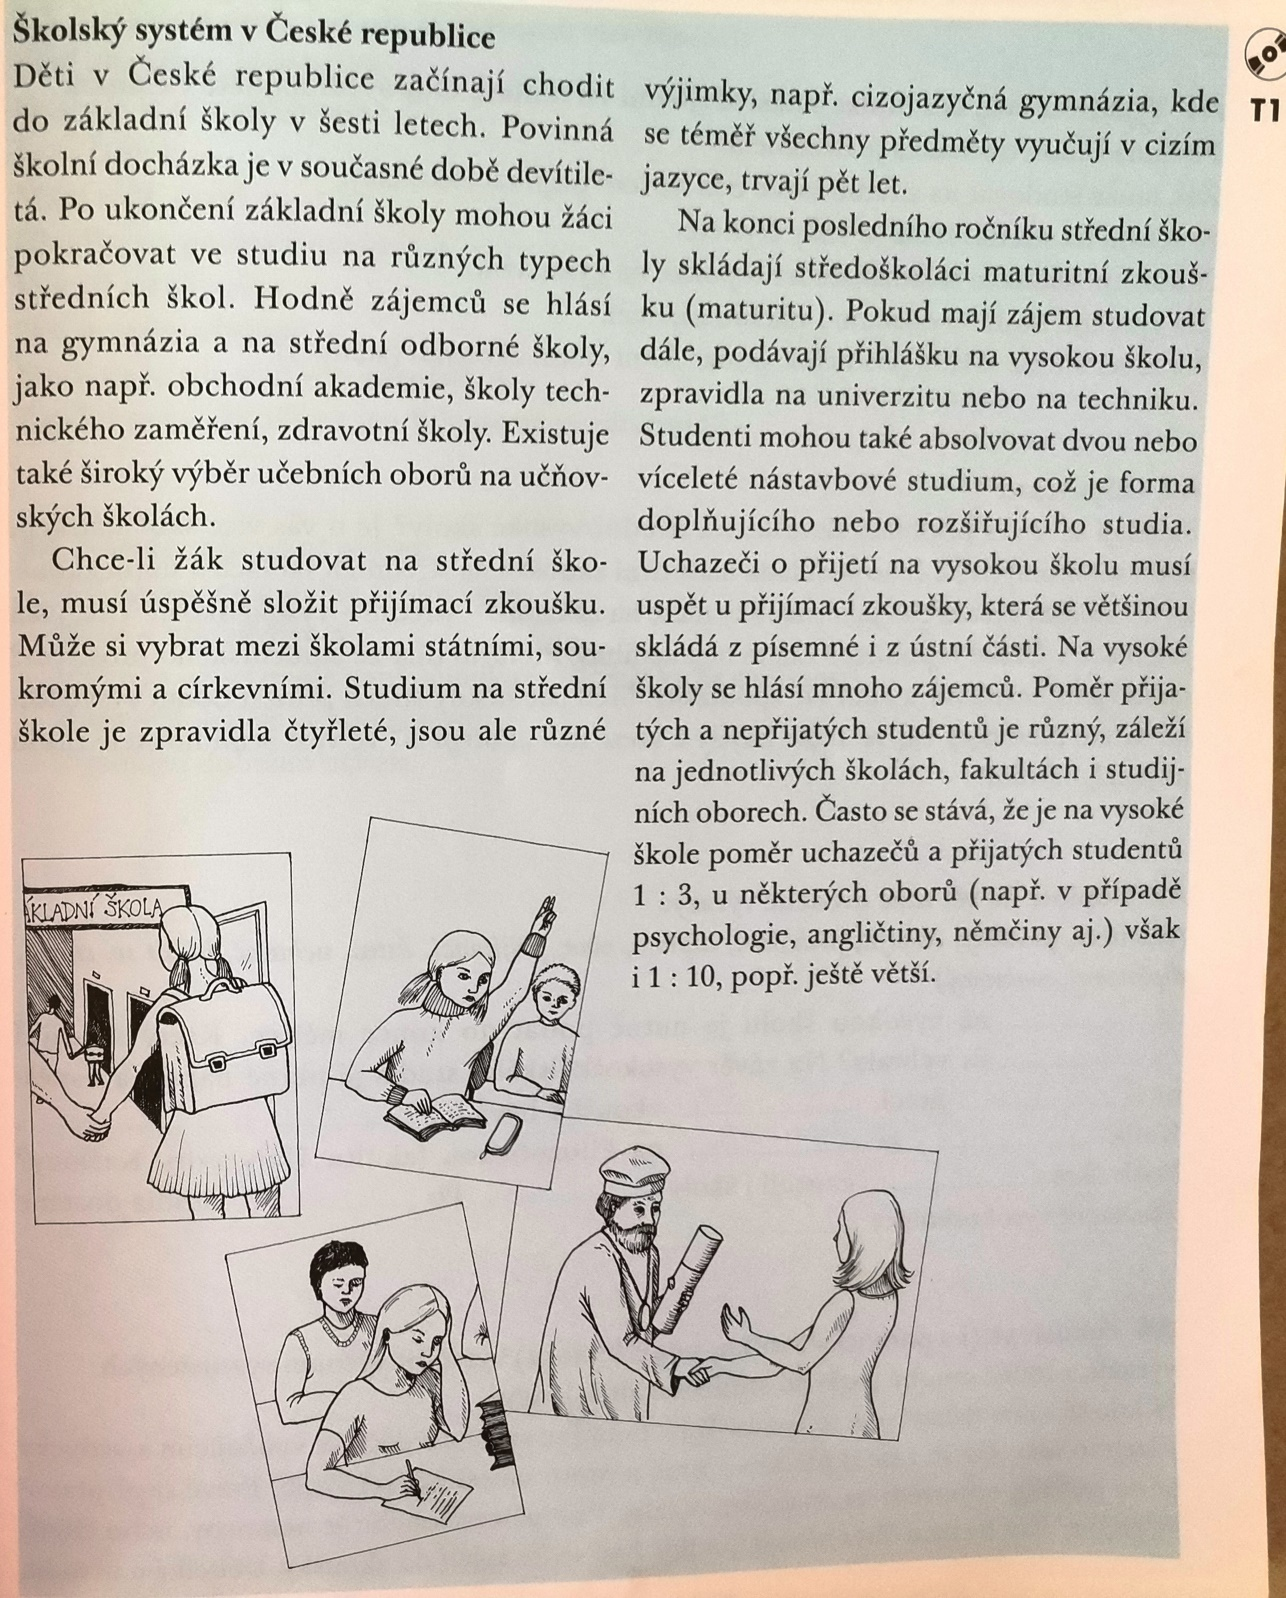 Školský systém v České republice
Děti v České republice začínají chodit
do základní školy v šesti letech. Povinná
školní docházka je v současné době devítile-
tá. Po ukončení základní školy mohou žáci
pokračovat ve studiu na různých typech
středních škol. Hodně zájemců se hlásí
na gymnázia a na střední odborné školy,
jako např. obchodní akademie, školy tech-
nického zaměření, zdravotní školy. Existuje
také široký výběr učebních oborů na učňov-
ských školách.
Chce-li žák studovat na střední ško-
le, musí úspěšně složit přijímací zkoušku.
Může si vybrat mezi školami státními, sou-
kromými a církevními. Studium na střední
škole je zpravidla čtyřleté, jsou ale různé
výjimky, např. cizojazyčná gymnázia, kde
se téměř všechny předměty vyučují v cizím
jazyce, trvají pět let.
Na konci posledního ročníku střední ško-
ly skládají středoškoláci maturitní zkouš-
ku (maturitu). Pokud mají zájem studovat
dále, podávají přihlášku na vysokou školu,
zpravidla na univerzitu nebo na techniku.
Studenti mohou také absolvovat dvou nebo
víceleté nástavbové studium, což je forma
doplňujícího nebo rozšiřujícího studia.
Uchazeči o přijetí na vysokou školu musí
uspět u přijímací zkoušky, která se většinou
skládá z písemné i z ústní části. Na vysoké
školy se hlásí mnoho zájemců. Poměr přija-
tých a nepřijatých studentů je různý, záleží
na jednotlivých školách, fakultách i studij-
ních oborech. Často se stává, že je na vysoké
škole poměr uchazečů a přijatých studentů
1 : 3, u některých oborů (např. v případě
psychologie, angličtiny, němčiny aj.) však
i 1 : 10, popř. ještě větší.
T1
ÁKLADNÍ ŠKOLA